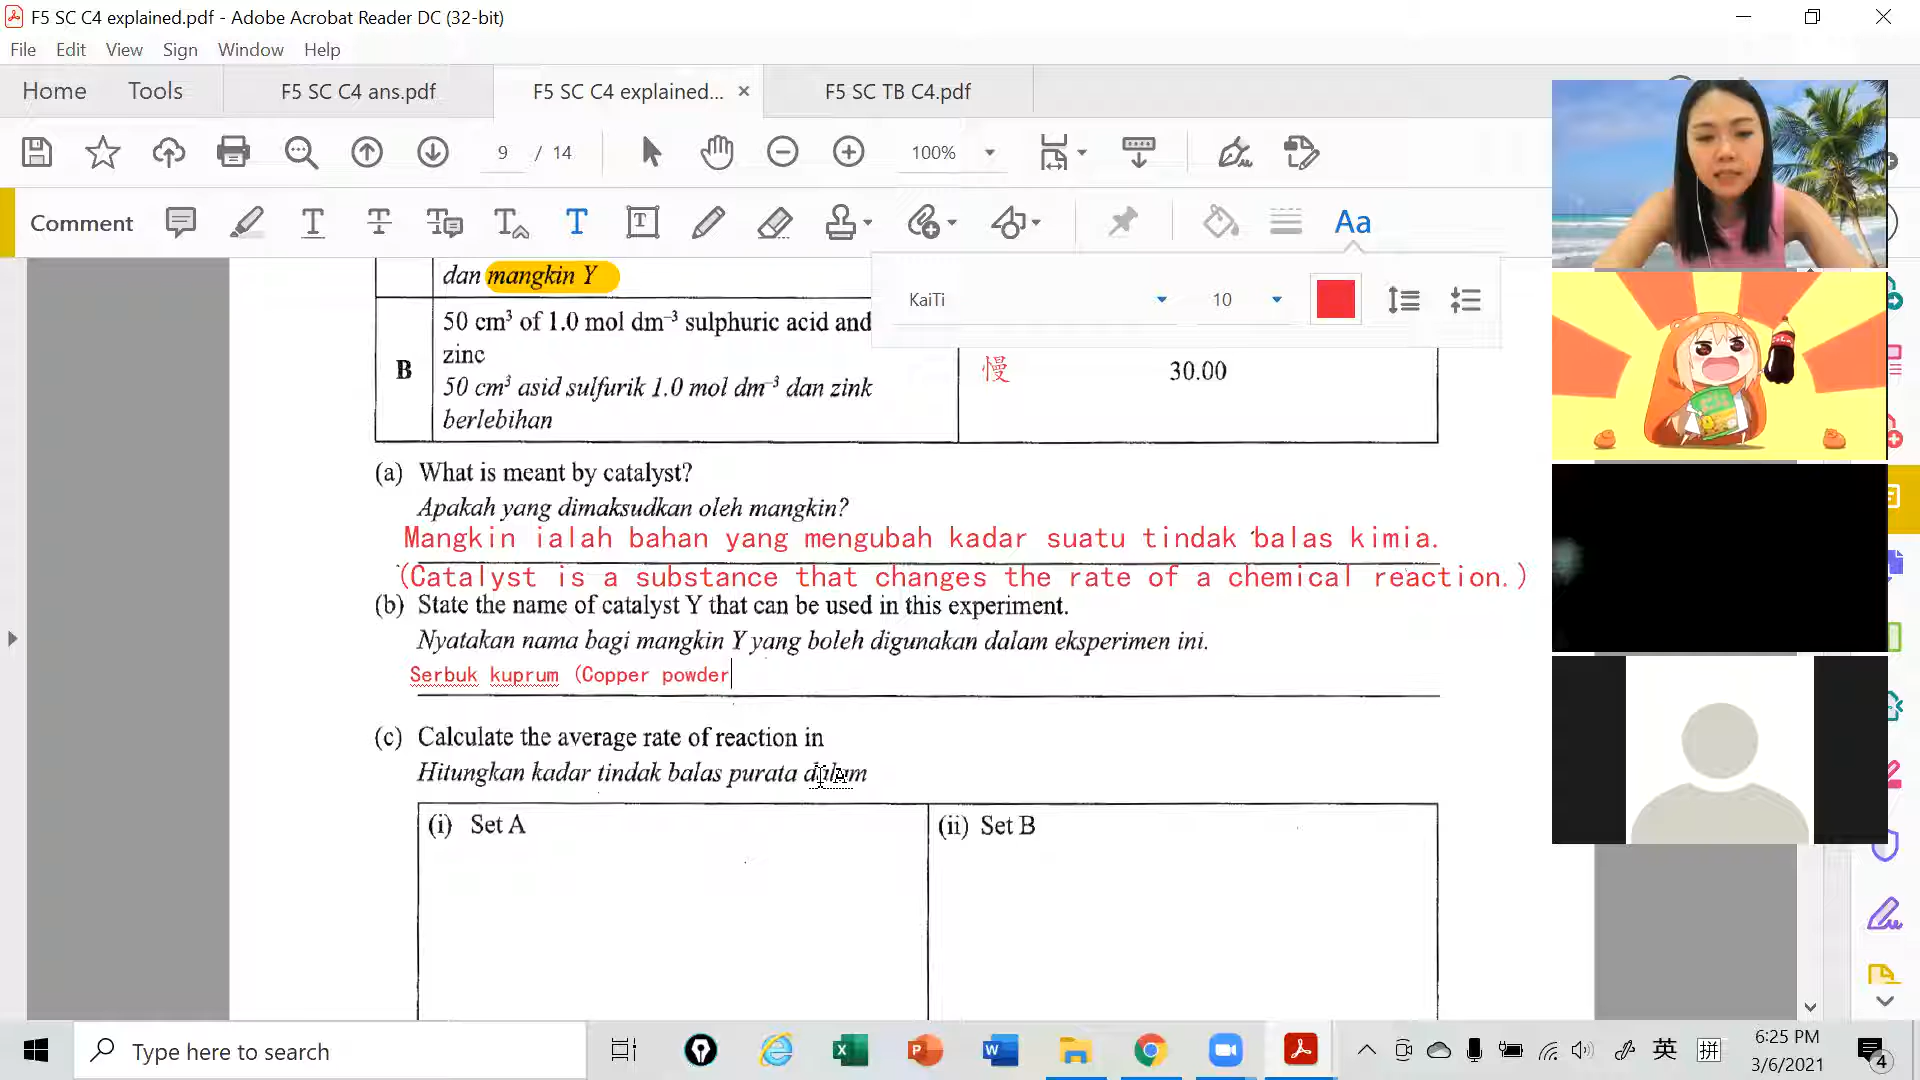 F5 SC C4 explained.pdf - Adobe Acrobat Reader DC (32-bit)
File Edit View Sign Window Help
Home Tools F5 SC C4 ans.pdf F5 SC C4 explained... × F5 SC TB C4.pdf
9 / 14 100%
Comment Aa
KaiTi 10
dan mangkin Y
50 cm³ of 1.0 mol dm⁻³ sulphuric acid and
zinc
B
50 cm³ asid sulfurik 1.0 mol dm⁻³ dan zink
berlebihan
慢 30.00
(a) What is meant by catalyst?
Apakah yang dimaksudkan oleh mangkin?
Mangkin ialah bahan yang mengubah kadar suatu tindak balas kimia.
(Catalyst is a substance that changes the rate of a chemical reaction.)
(b) State the name of catalyst Y that can be used in this experiment.
Nyatakan nama bagi mangkin Y yang boleh digunakan dalam eksperimen ini.
Serbuk kuprum (Copper powder
(c) Calculate the average rate of reaction in
Hitungkan kadar tindak balas purata dalam
(i) Set A (ii) Set B
Type here to search
英 拼 6:25 PM
3/6/2021
4